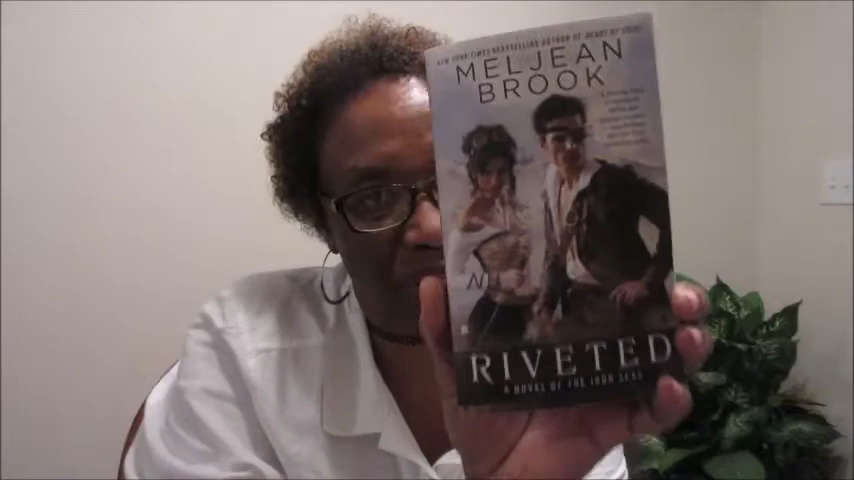 NEW YORK TIMES BESTSELLING AUTHOR OF HEART OF STEEL
MELJEAN
BROOK
RIVETED
A NOVEL OF THE IRON SEAS